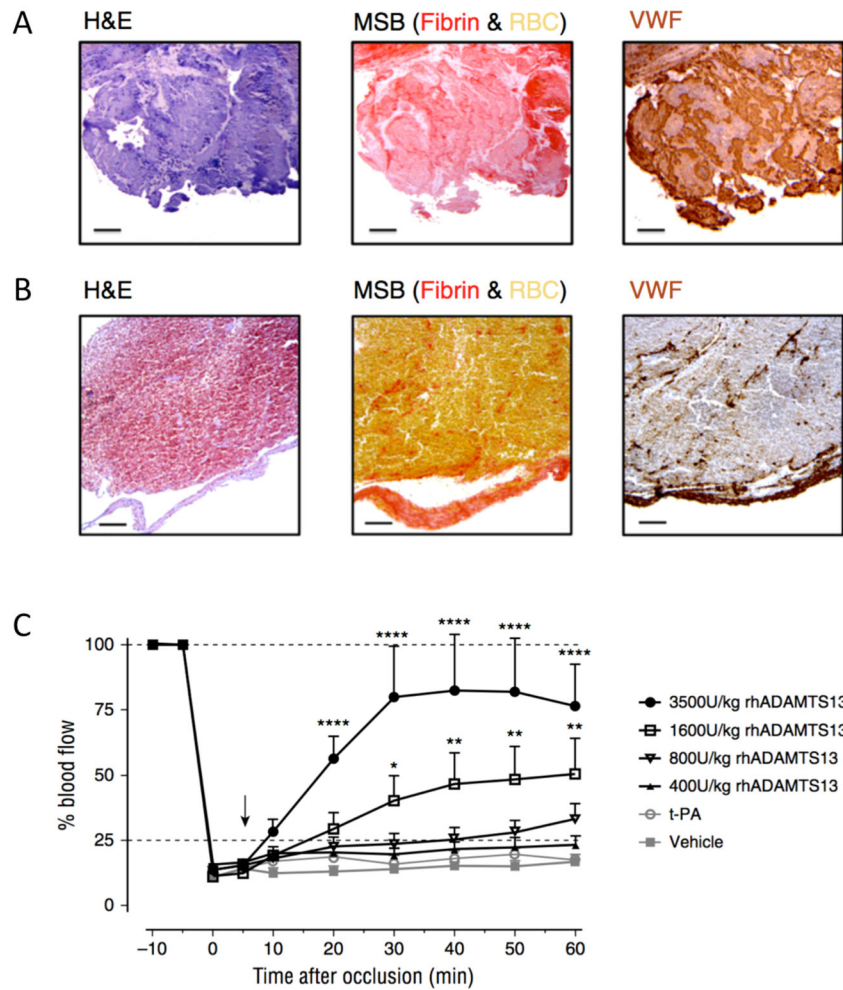 A
H&E
MSB (Fibrin & RBC)
VWF
B
H&E
MSB (Fibrin & RBC)
VWF
C
% blood flow
100
75
50
25
0
****
****
****
****
****
*
**
**
**
3500U/kg rhADAMTS13
1600U/kg rhADAMTS13
800U/kg rhADAMTS13
400U/kg rhADAMTS13
t-PA
Vehicle
–10 0 10 20 30 40 50 60
Time after occlusion (min)